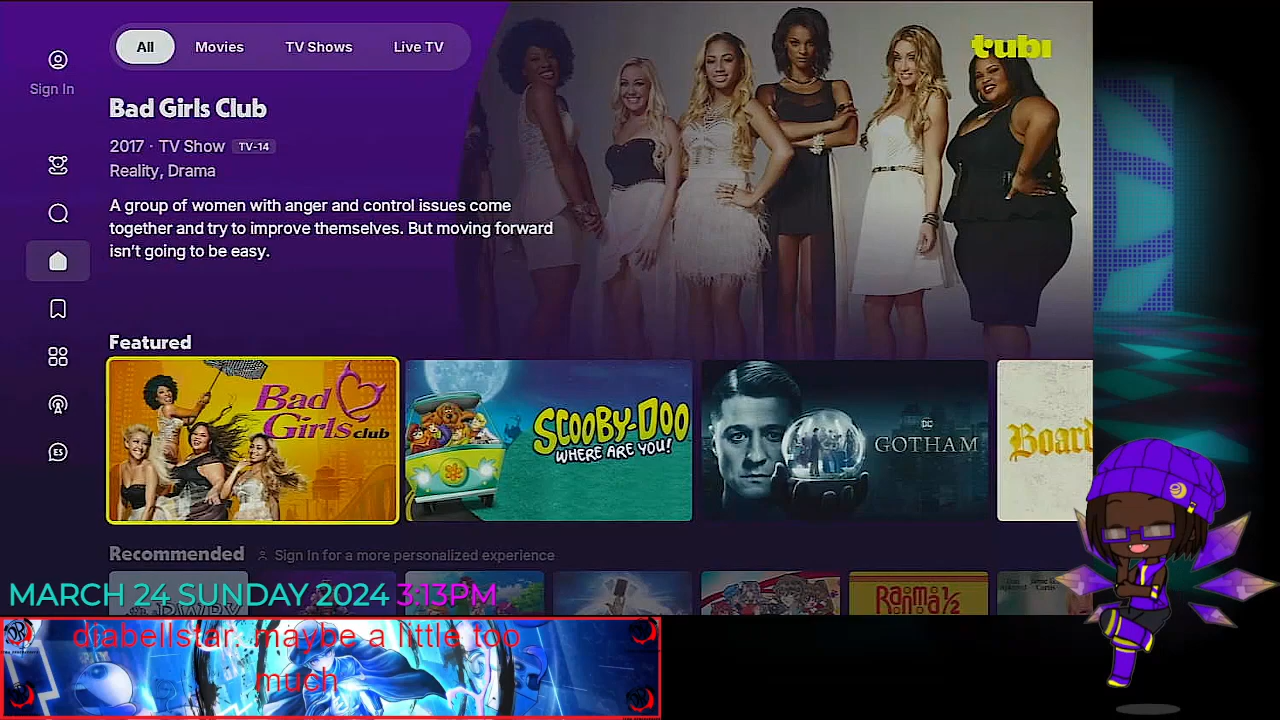 All
Movies
TV Shows
Live TV
tubi
Sign In
Bad Girls Club
2017 · TV Show TV-14
Reality, Drama
A group of women with anger and control issues come
together and try to improve themselves. But moving forward
isn't going to be easy.
Featured
Bad
Girls club
SCOOBY-DOO
WHERE ARE YOU!
DC
GOTHAM
Board
ES
Recommended
Sign In for a more personalized experience
Ranma ½
MARCH 24 SUNDAY 2024 3:13PM
diabellstar. maybe a little too
much